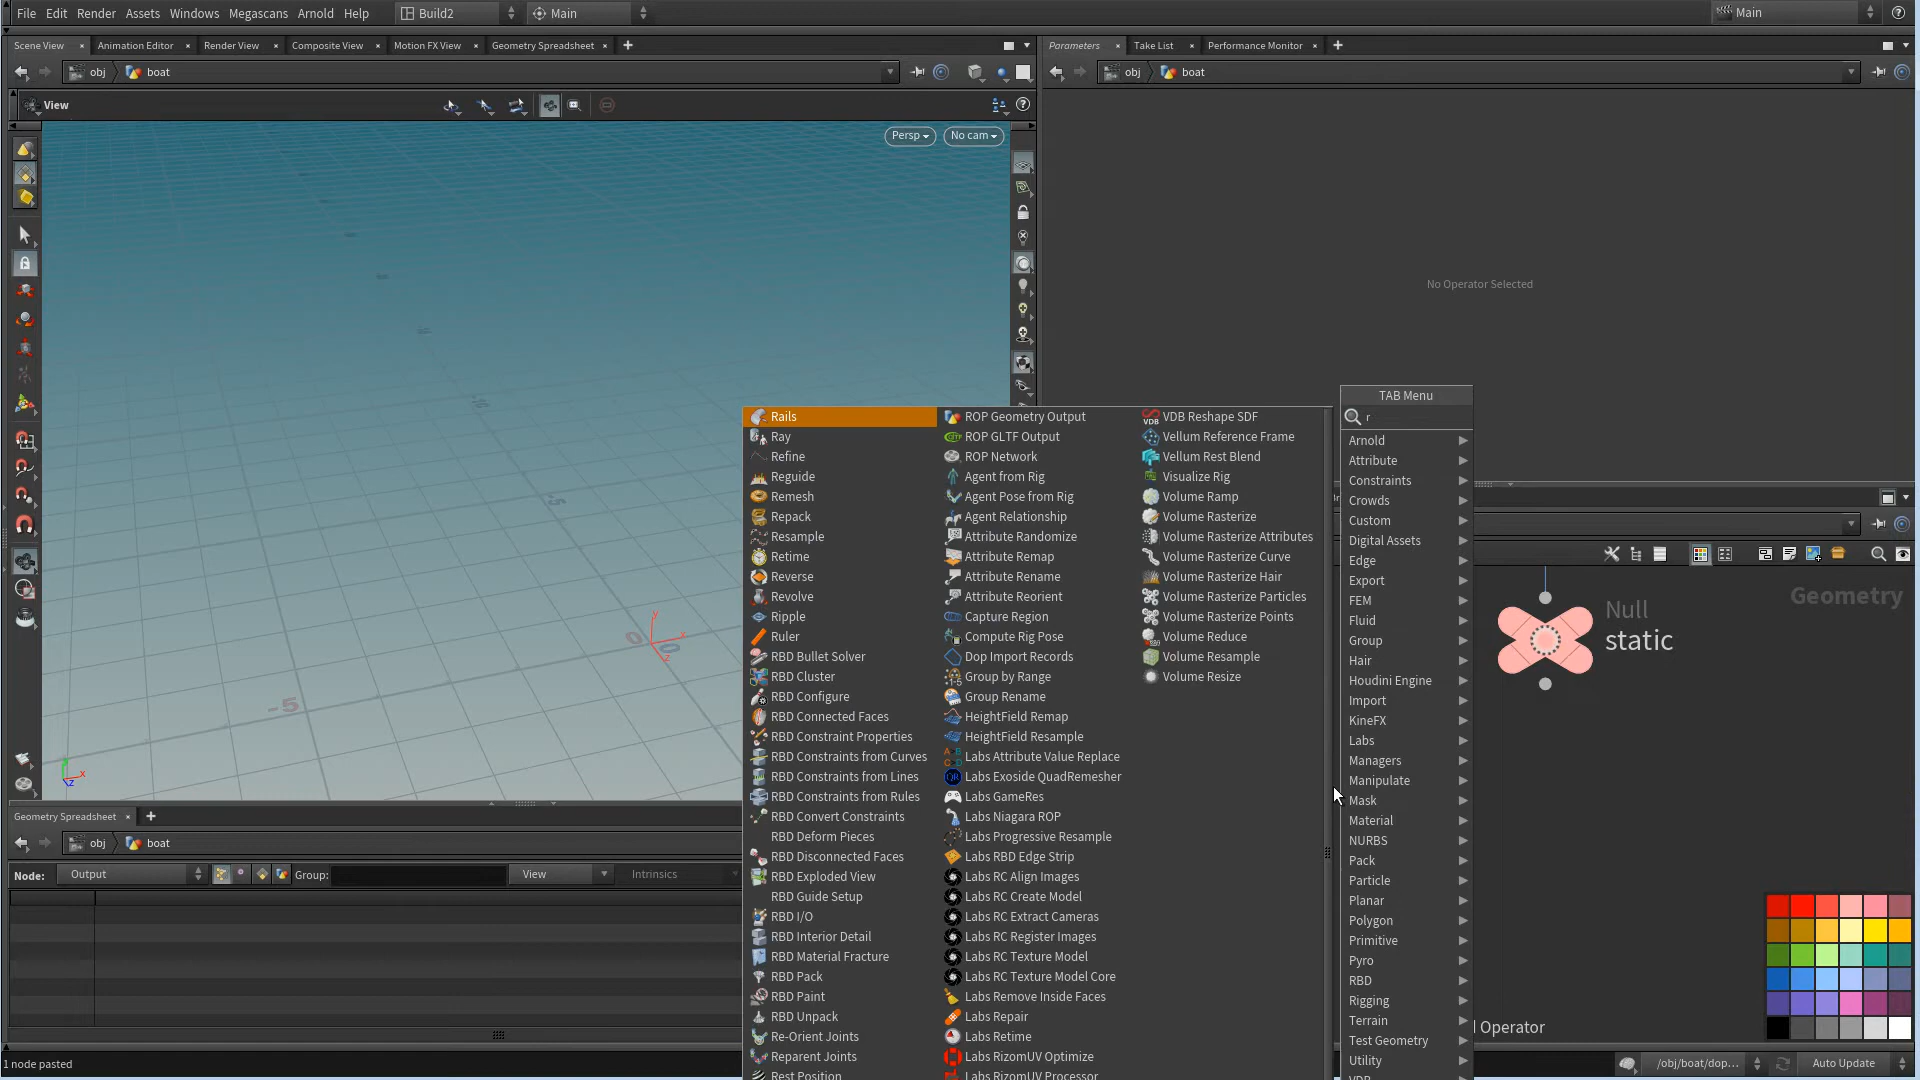 File Edit Render Assets Windows Megascans Arnold Help Build2 Main Main
Scene View Animation Editor Render View Composite View Motion FX View Geometry Spreadsheet Parameters Take List Performance Monitor
obj boat obj boat
View
Persp No cam
No Operator Selected
-5
0
0
y
x
z
x
z
TAB Menu
r
Rails
Ray
Refine
Reguide
Remesh
Repack
Resample
Retime
Reverse
Revolve
Ripple
Ruler
RBD Bullet Solver
RBD Cluster
RBD Configure
RBD Connected Faces
RBD Constraint Properties
RBD Constraints from Curves
RBD Constraints from Lines
RBD Constraints from Rules
RBD Convert Constraints
RBD Deform Pieces
RBD Disconnected Faces
RBD Exploded View
RBD Guide Setup
RBD I/O
RBD Interior Detail
RBD Material Fracture
RBD Pack
RBD Paint
RBD Unpack
Re-Orient Joints
Reparent Joints
Rest Position
ROP Geometry Output
ROP GLTF Output
ROP Network
Agent from Rig
Agent Pose from Rig
Agent Relationship
Attribute Randomize
Attribute Remap
Attribute Rename
Attribute Reorient
Capture Region
Compute Rig Pose
Dop Import Records
Group by Range
Group Rename
HeightField Remap
HeightField Resample
Labs Attribute Value Replace
Labs Exoside QuadRemesher
Labs GameRes
Labs Niagara ROP
Labs Progressive Resample
Labs RBD Edge Strip
Labs RC Align Images
Labs RC Create Model
Labs RC Extract Cameras
Labs RC Register Images
Labs RC Texture Model
Labs RC Texture Model Core
Labs Remove Inside Faces
Labs Repair
Labs Retime
Labs RizomUV Optimize
Labs RizomUV Processor
VDB Reshape SDF
Vellum Reference Frame
Vellum Rest Blend
Visualize Rig
Volume Ramp
Volume Rasterize
Volume Rasterize Attributes
Volume Rasterize Curve
Volume Rasterize Hair
Volume Rasterize Particles
Volume Rasterize Points
Volume Reduce
Volume Resample
Volume Resize
Arnold
Attribute
Constraints
Crowds
Custom
Digital Assets
Edge
Export
FEM
Fluid
Group
Hair
Houdini Engine
Import
KineFX
Labs
Managers
Manipulate
Mask
Material
NURBS
Pack
Particle
Planar
Polygon
Primitive
Pyro
RBD
Rigging
Terrain
Test Geometry
Utility
VDB
Geometry
Null
static
Operator
Geometry Spreadsheet
obj boat
Node: Output Group: View Intrinsics
1 node pasted
/obj/boat/dop... Auto Update